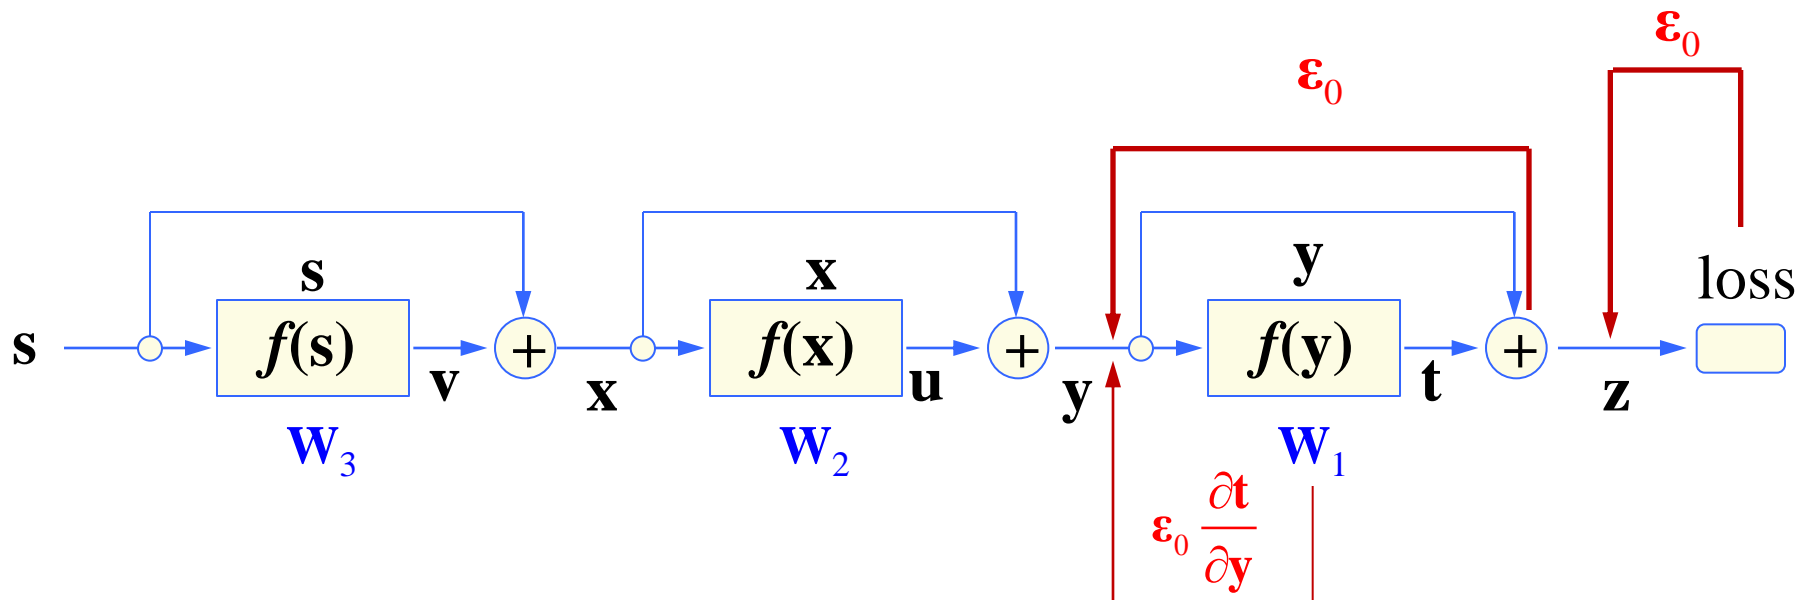 ε₀
ε₀
s x y loss
s f(s) + f(x) + f(y) +
v x u y t z
W₃ W₂ W₁
ε₀ ∂t/∂y